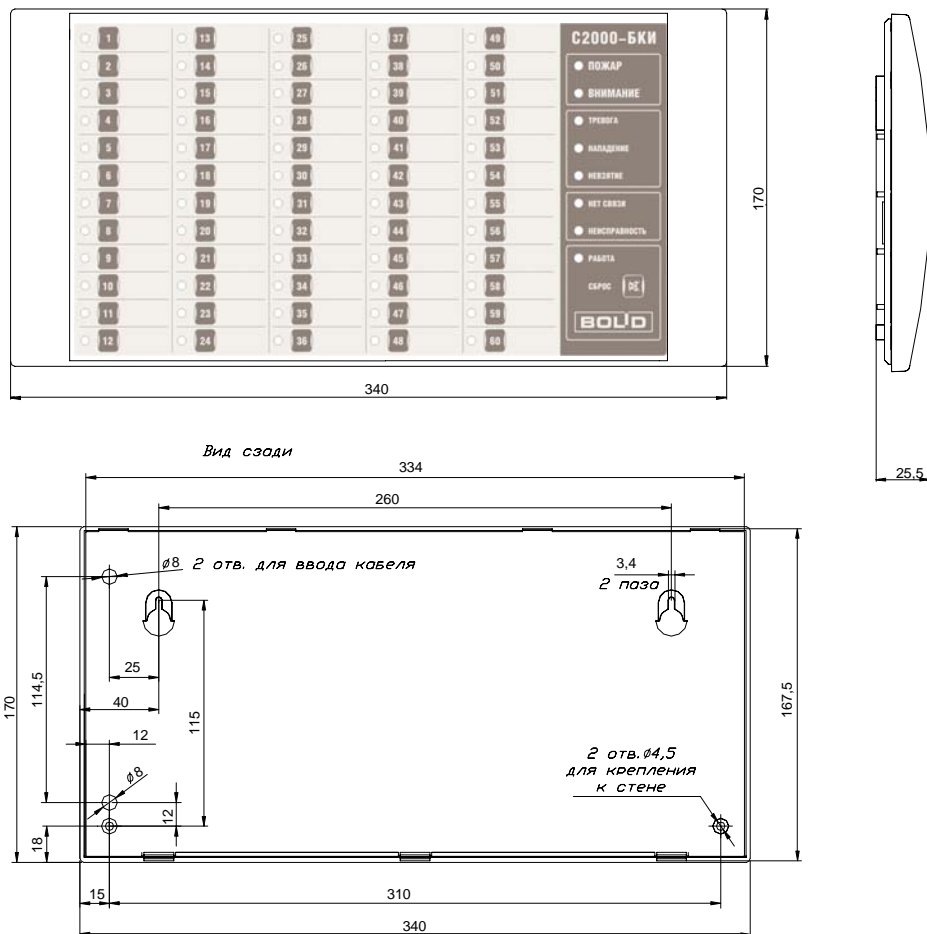 1 13 25 37 49 С2000-БКИ
2 14 26 38 50 ПОЖАР
3 15 27 39 51 ВНИМАНИЕ
4 16 28 40 52 ТРЕВОГА
5 17 29 41 53 НАПАДЕНИЕ
6 18 30 42 54 НЕВЗЯТИЕ
7 19 31 43 55 НЕТ СВЯЗИ
8 20 32 44 56 НЕИСПРАВНОСТЬ
9 21 33 45 57 РАБОТА
10 22 34 46 58 СБРОС
11 23 35 47 59 BOLID
12 24 36 48 60
170
340
25,5
Вид сзади
334
260
ø8 2 отв. для ввода кабеля
3,4
2 паза
25
40
12
114,5
170
115
167,5
ø8
12
18
2 отв.ø4,5
для крепления
к стене
15
310
340